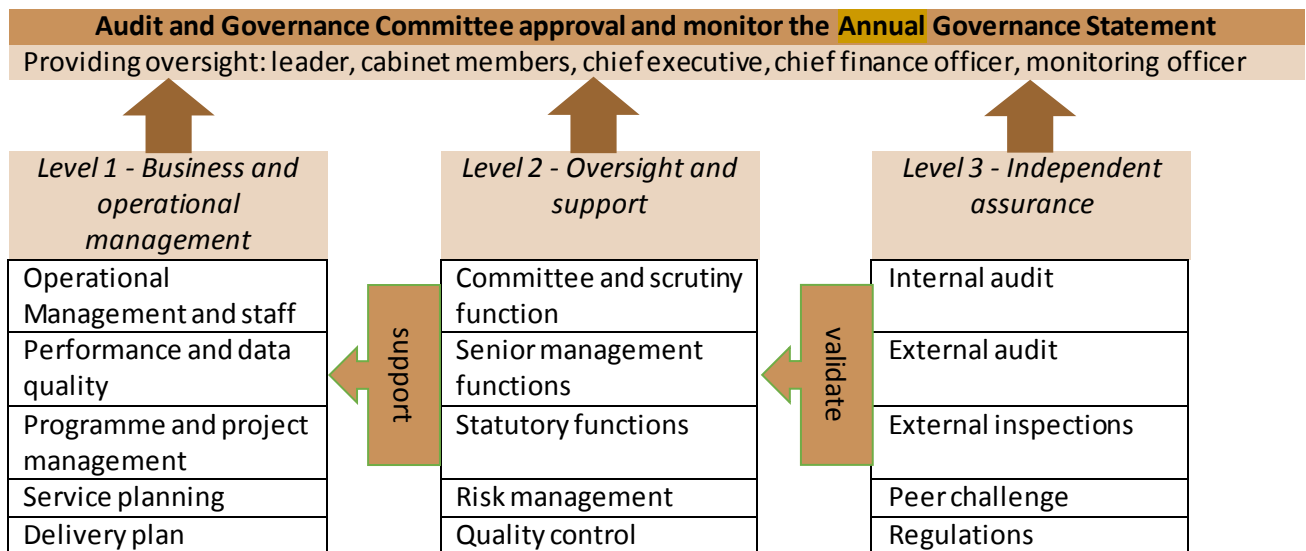 Audit and Governance Committee approval and monitor the Annual Governance Statement
Providing oversight: leader, cabinet members, chief executive, chief finance officer, monitoring officer
Level 1 - Business and
operational
management
Operational
Management and staff
Performance and data
quality
Programme and project
management
Service planning
Delivery plan
support
Level 2 - Oversight and
support
Committee and scrutiny
function
Senior management
functions
Statutory functions
Risk management
Quality control
validate
Level 3 - Independent
assurance
Internal audit
External audit
External inspections
Peer challenge
Regulations